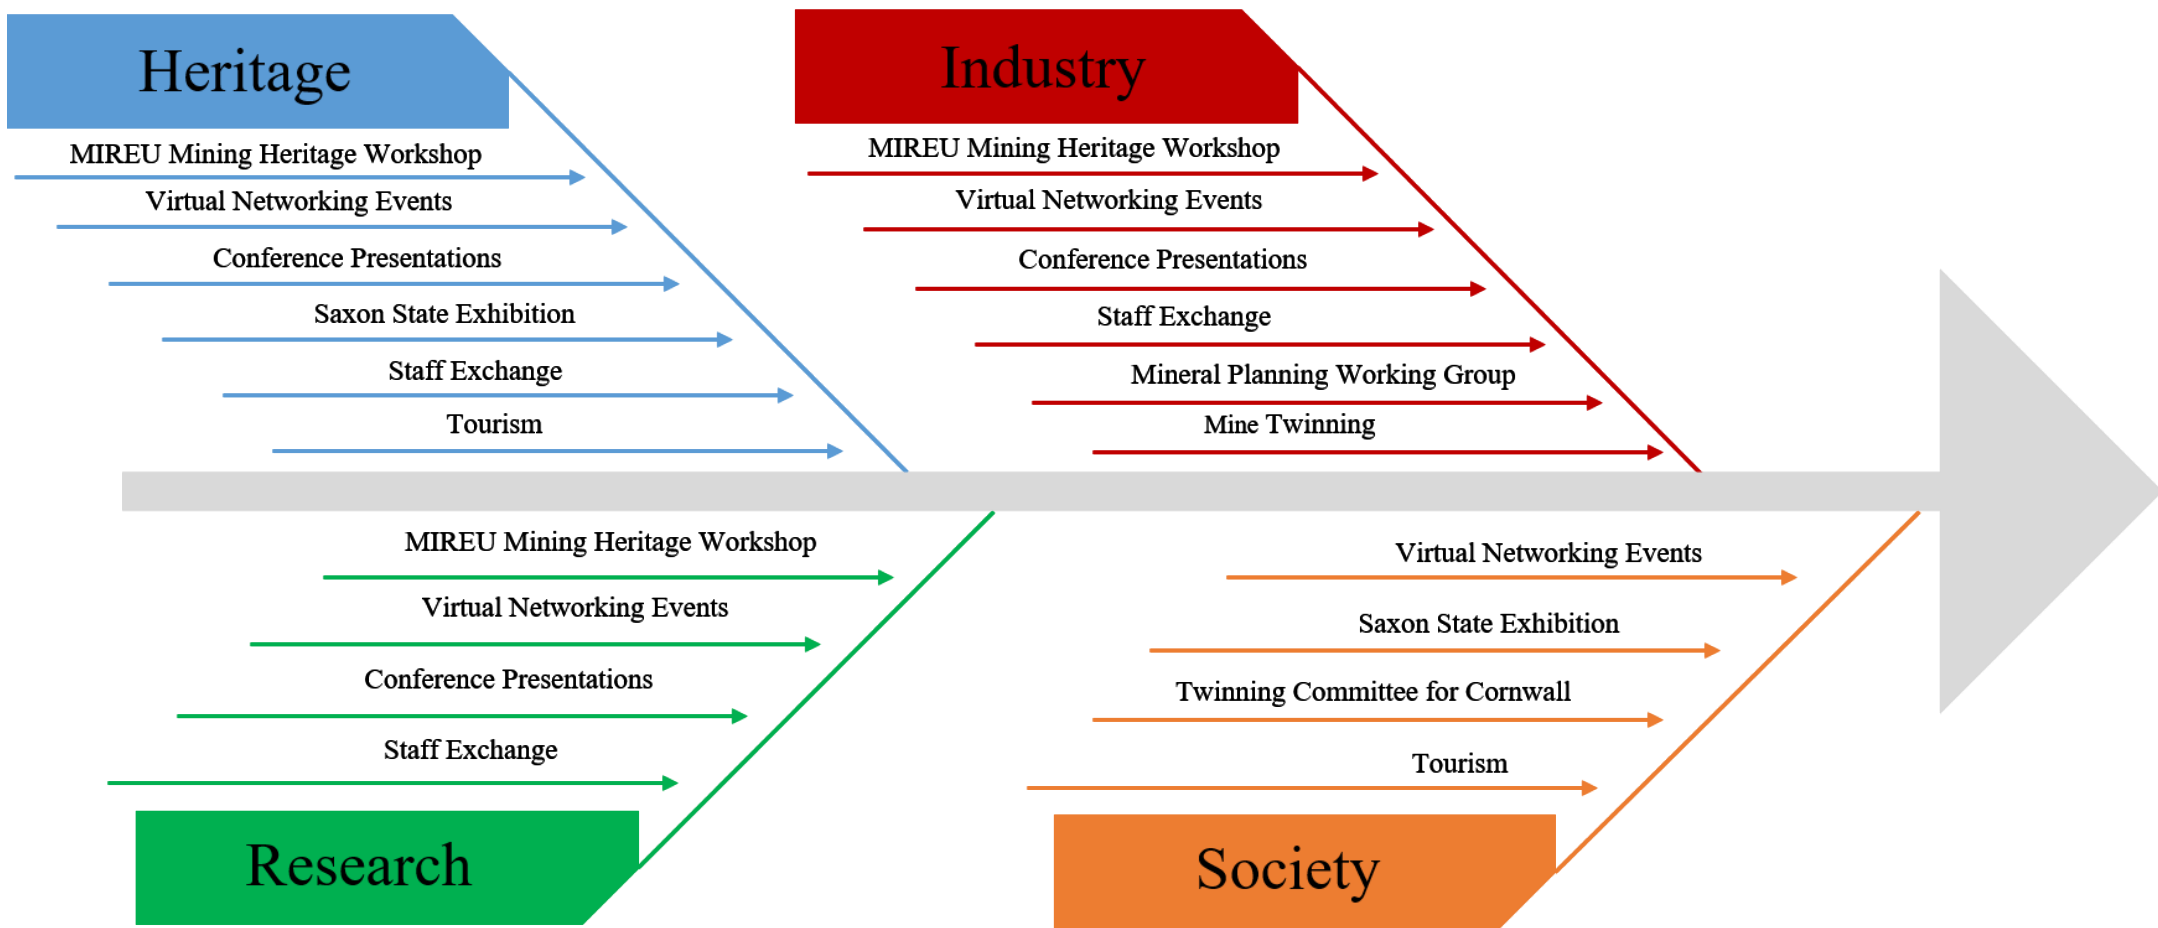 Heritage
MIREU Mining Heritage Workshop
Virtual Networking Events
Conference Presentations
Saxon State Exhibition
Staff Exchange
Tourism
Industry
MIREU Mining Heritage Workshop
Virtual Networking Events
Conference Presentations
Staff Exchange
Mineral Planning Working Group
Mine Twinning
MIREU Mining Heritage Workshop
Virtual Networking Events
Conference Presentations
Staff Exchange
Research
Virtual Networking Events
Saxon State Exhibition
Twinning Committee for Cornwall
Tourism
Society